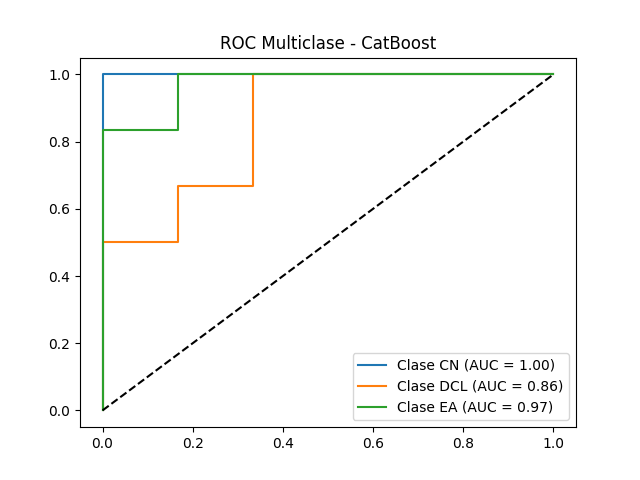 ROC Multiclase - CatBoost
1.0
0.8
0.6
0.4
0.2
0.0
0.0 0.2 0.4 0.6 0.8 1.0
Clase CN (AUC = 1.00)
Clase DCL (AUC = 0.86)
Clase EA (AUC = 0.97)